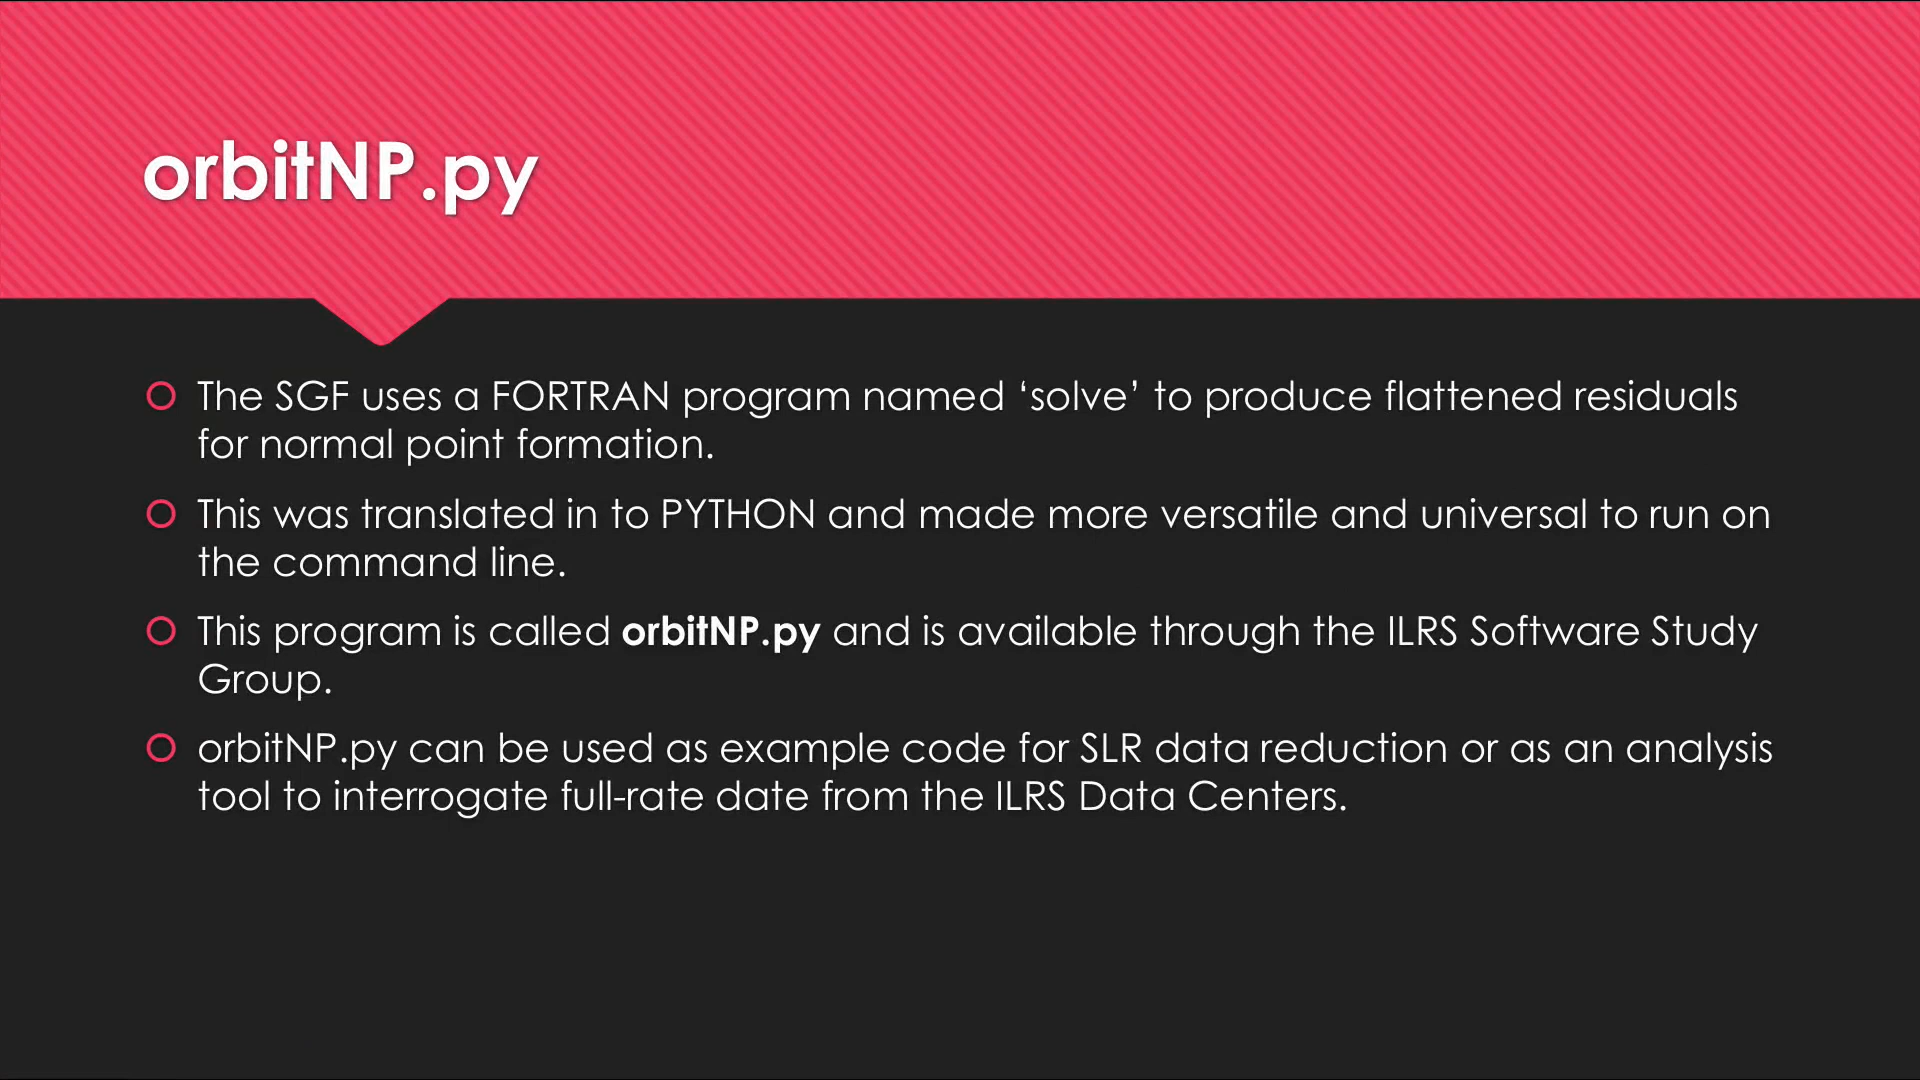 orbitNP.py
The SGF uses a FORTRAN program named ‘solve’ to produce flattened residuals
for normal point formation.
This was translated in to PYTHON and made more versatile and universal to run on
the command line.
This program is called orbitNP.py and is available through the ILRS Software Study
Group.
orbitNP.py can be used as example code for SLR data reduction or as an analysis
tool to interrogate full-rate date from the ILRS Data Centers.